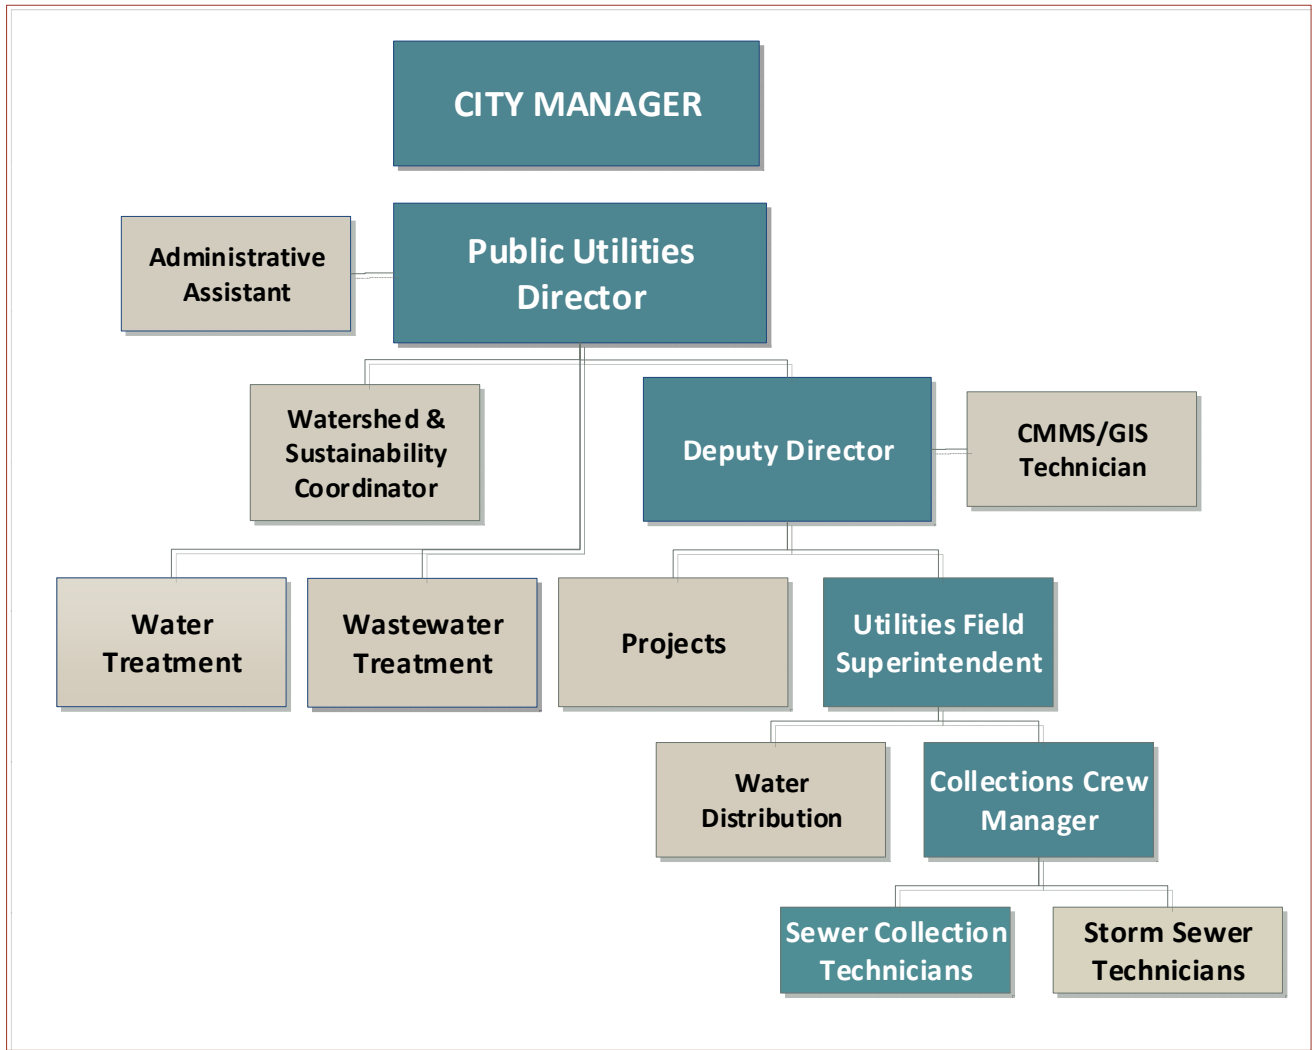 CITY MANAGER
Administrative
Assistant
Public Utilities
Director
Watershed &
Sustainability
Coordinator
Deputy Director
CMMS/GIS
Technician
Water
Treatment
Wastewater
Treatment
Projects
Utilities Field
Superintendent
Water
Distribution
Collections Crew
Manager
Sewer Collection
Technicians
Storm Sewer
Technicians